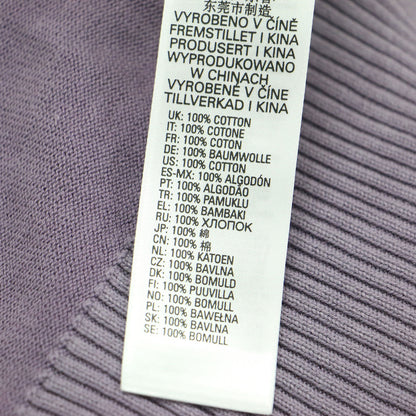 东莞市制造
VYROBENO V ČÍNĚ
FREMSTILLET I KINA
PRODUSERT I KINA
WYPRODUKOWANO
W CHINACH
VYROBENÉ V ČÍNE
TILLVERKAD I KINA
UK: 100% COTTON
IT: 100% COTONE
FR: 100% COTON
DE: 100% BAUMWOLLE
US: 100% COTTON
ES-MX: 100% ALGODÓN
PT: 100% ALGODÃO
TR: 100% PAMUKLU
EL: 100% BAMBAKI
RU: 100% ХЛОПОК
JP: 100% 綿
CN: 100% 棉
NL: 100% KATOEN
CZ: 100% BAVLNA
DK: 100% BOMULD
FI: 100% PUUVILLA
NO: 100% BOMULL
PL: 100% BAWEŁNA
SK: 100% BAVLNA
SE: 100% BOMULL